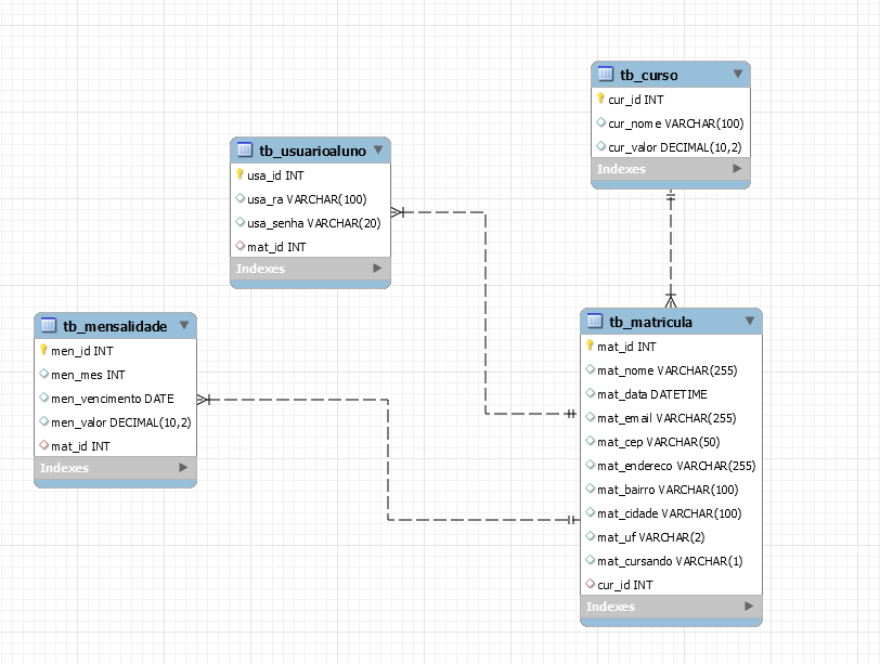 tb_curso
cur_id INT
cur_nome VARCHAR(100)
cur_valor DECIMAL(10,2)
Indexes
tb_usuarioaluno
usa_id INT
usa_ra VARCHAR(100)
usa_senha VARCHAR(20)
mat_id INT
Indexes
tb_mensalidade
men_id INT
men_mes INT
men_vencimento DATE
men_valor DECIMAL(10,2)
mat_id INT
Indexes
tb_matricula
mat_id INT
mat_nome VARCHAR(255)
mat_data DATETIME
mat_email VARCHAR(255)
mat_cep VARCHAR(50)
mat_endereco VARCHAR(255)
mat_bairro VARCHAR(100)
mat_cidade VARCHAR(100)
mat_uf VARCHAR(2)
mat_cursando VARCHAR(1)
cur_id INT
Indexes